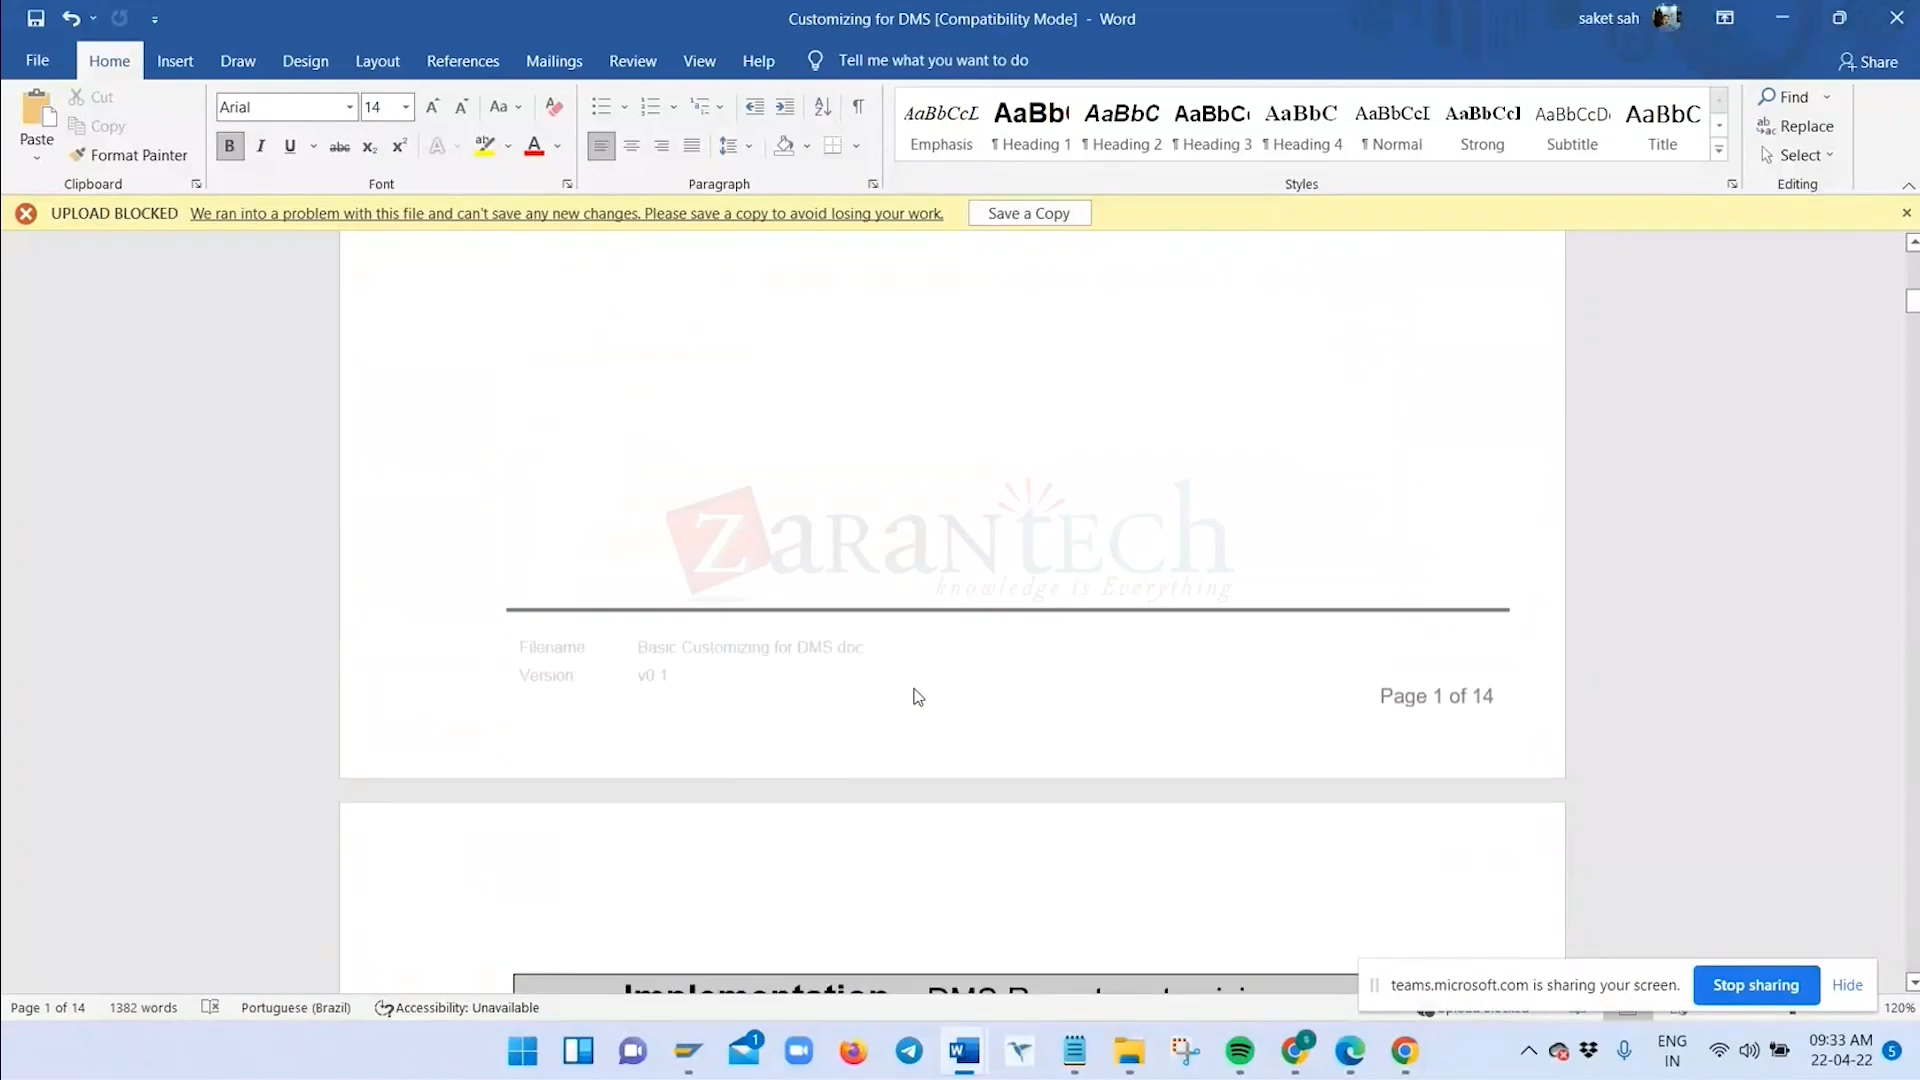 Customizing for DMS [Compatibility Mode] - Word
saket sah
File Home Insert Draw Design Layout References Mailings Review View Help Tell me what you want to do
Share
Paste
Cut
Copy
Format Painter
Clipboard
Arial 14
Aa
B I U abc x₂ x²
A A
Font
Paragraph
AaBbCcL AaBb( AaBbC AaBbC( AaBbC AaBbCcI AaBbCcI AaBbCcD AaBbC
Emphasis ¶ Heading 1 ¶ Heading 2 ¶ Heading 3 ¶ Heading 4 ¶ Normal Strong Subtitle Title
Styles
Find
Replace
Select
Editing
UPLOAD BLOCKED We ran into a problem with this file and can't save any new changes. Please save a copy to avoid losing your work. Save a Copy
ZaranTech
knowledge is Everything
Filename Basic Customizing for DMS doc
Version v0 1
Page 1 of 14
Implementation
teams.microsoft.com is sharing your screen. Stop sharing Hide
Page 1 of 14 1382 words Portuguese (Brazil) Accessibility: Unavailable
120%
ENG
IN
09:33 AM
22-04-22
5